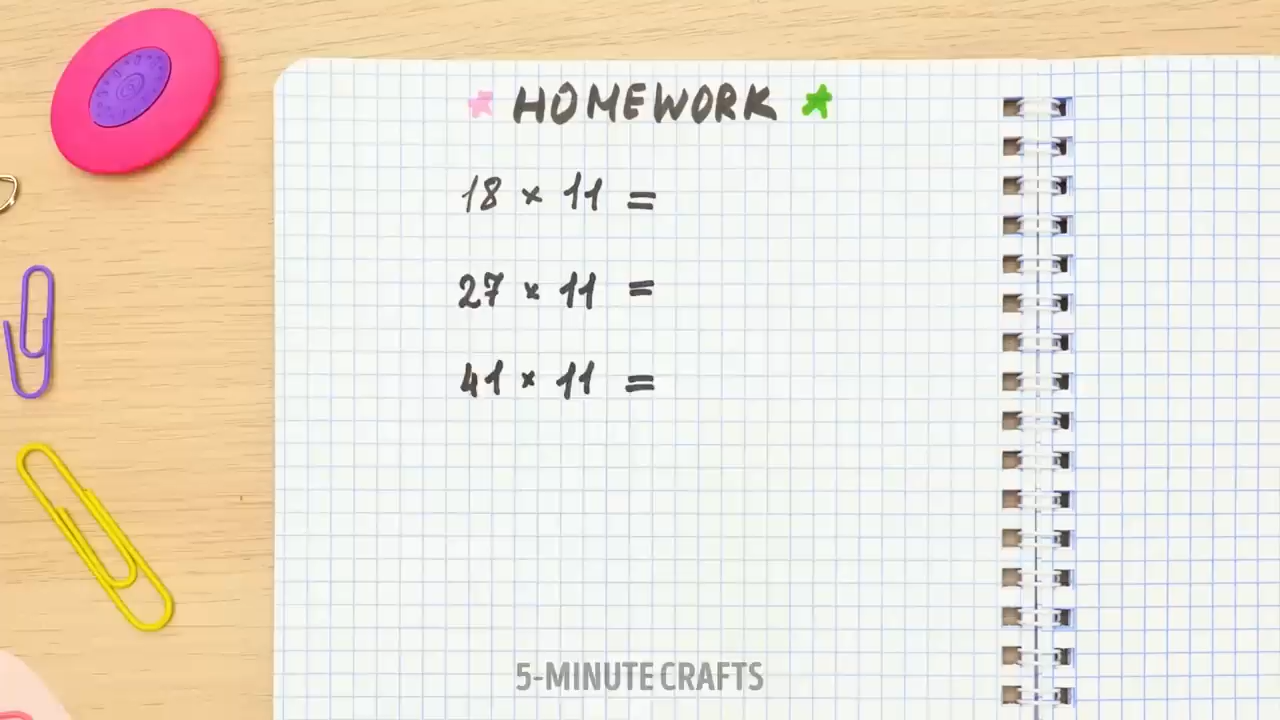 HOMEWORK
18 × 11 =
27 × 11 =
41 × 11 =
5-MINUTE CRAFTS